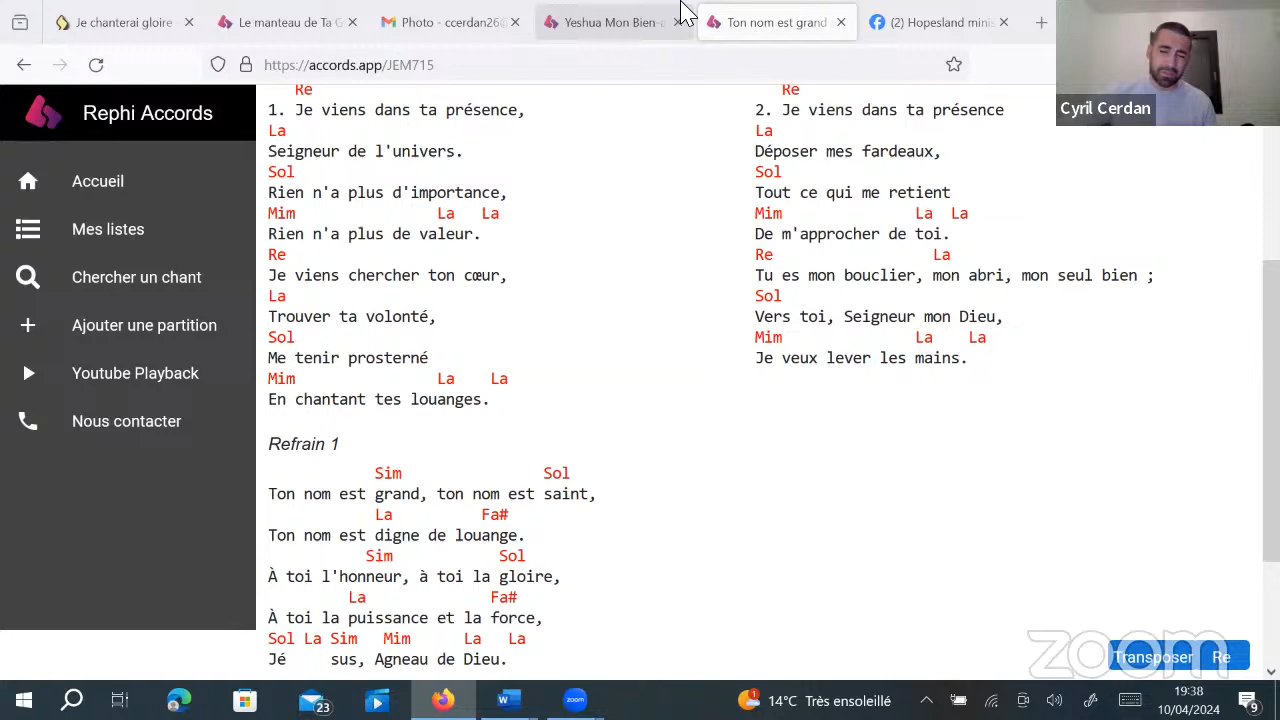 Je chanterai gloire
Le manteau de Ta G
Photo - ccerdan26@
Yeshua Mon Bien-a
Ton nom est grand
(2) Hopesland minis
https://accords.app/JEM715
Cyril Cerdan
Rephi Accords
Accueil
Mes listes
Chercher un chant
Ajouter une partition
Youtube Playback
Nous contacter
Re
1. Je viens dans ta présence,
La
Seigneur de l'univers.
Sol
Rien n'a plus d'importance,
Mim La La
Rien n'a plus de valeur.
Re
Je viens chercher ton cœur,
La
Trouver ta volonté,
Sol
Me tenir prosterné
Mim La La
En chantant tes louanges.
Refrain 1
Sim Sol
Ton nom est grand, ton nom est saint,
La Fa#
Ton nom est digne de louange.
Sim Sol
À toi l'honneur, à toi la gloire,
La Fa#
À toi la puissance et la force,
Sol La Sim Mim La La
Jé sus, Agneau de Dieu.
Re
2. Je viens dans ta présence
La
Déposer mes fardeaux,
Sol
Tout ce qui me retient
Mim La La
De m'approcher de toi.
Re La
Tu es mon bouclier, mon abri, mon seul bien ;
Sol
Vers toi, Seigneur mon Dieu,
Mim La La
Je veux lever les mains.
zoom
Transposer Re
23
W
zoom
1
14°C Très ensoleillé
19:38
10/04/2024
9